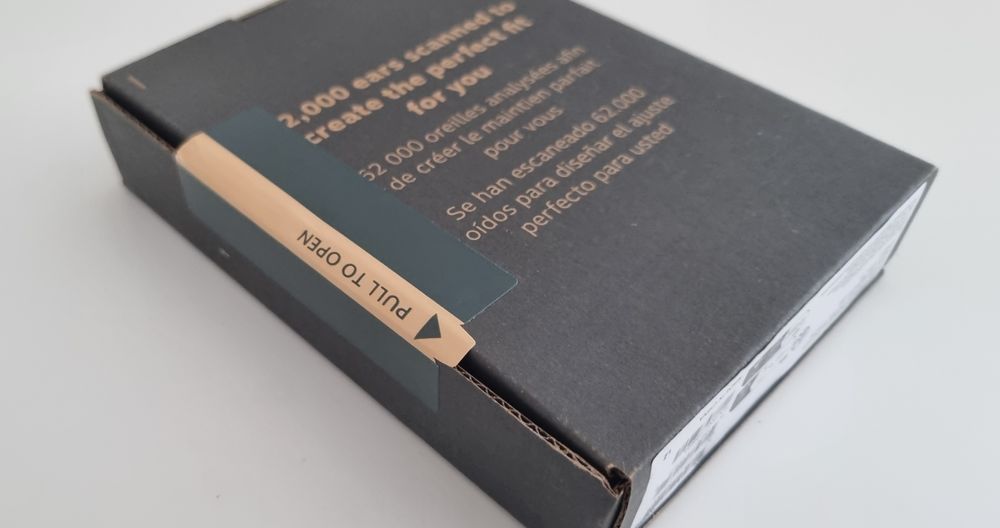 2,000 ears scanned to
create the perfect fit
for you
62 000 oreilles analysées afin
de créer le maintien parfait
pour vous
Se han escaneado 62.000
oídos para diseñar el ajuste
perfecto para usted
PULL TO OPEN